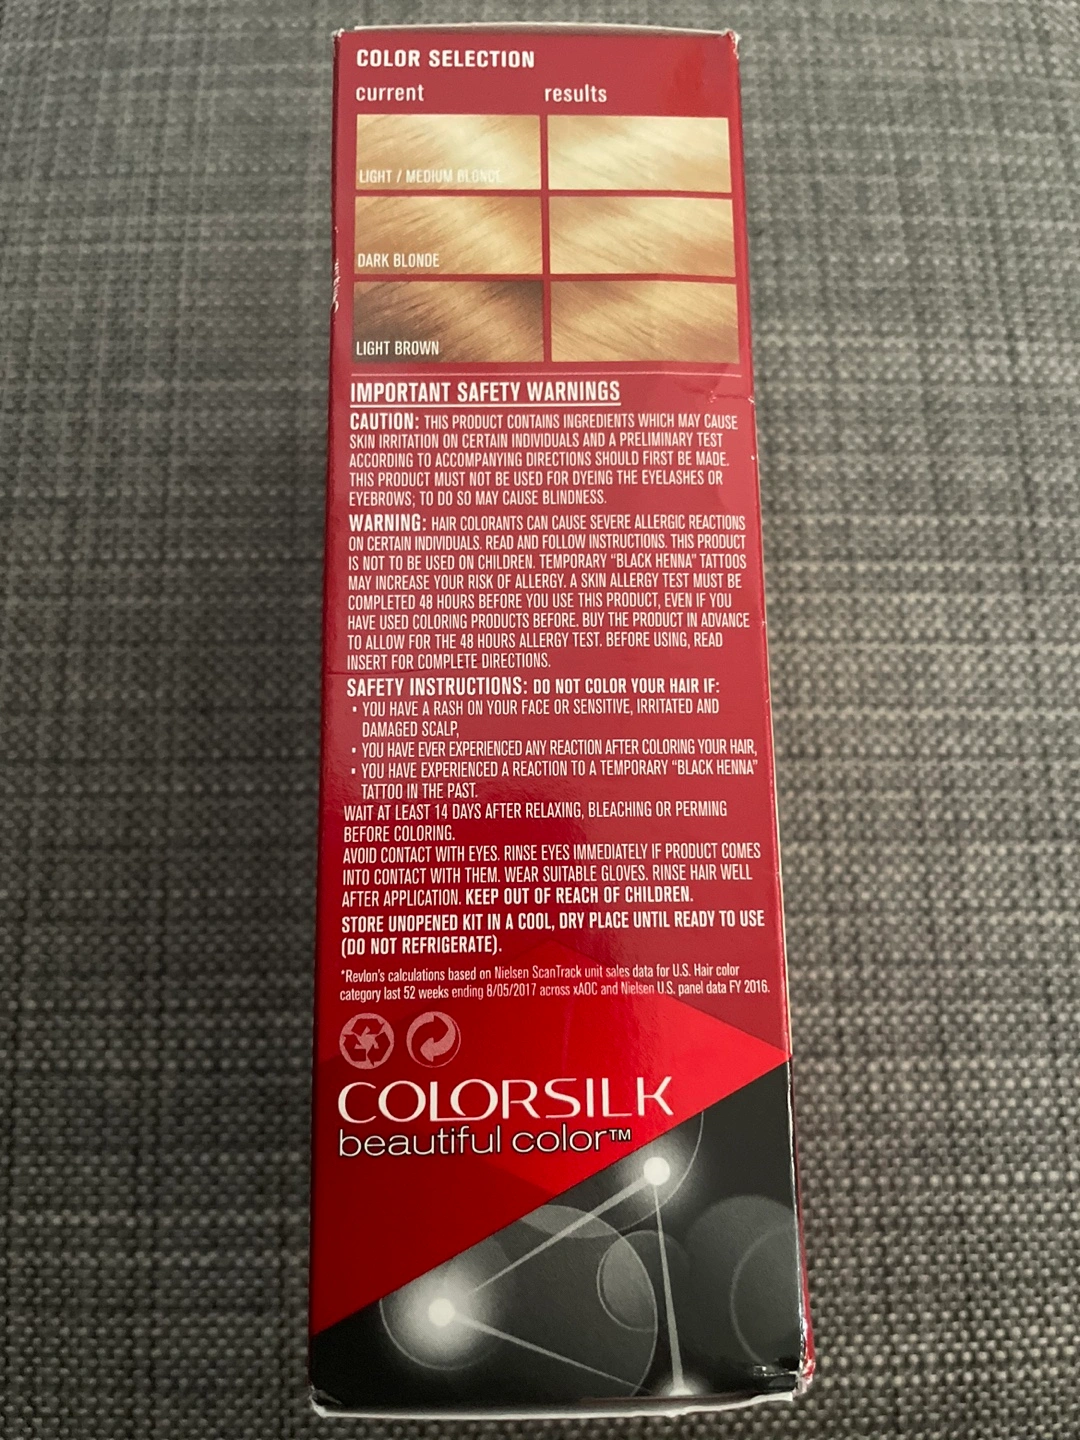 COLOR SELECTION
current results
LIGHT / MEDIUM BLONDE
DARK BLONDE
LIGHT BROWN
IMPORTANT SAFETY WARNINGS
CAUTION: THIS PRODUCT CONTAINS INGREDIENTS WHICH MAY CAUSE
SKIN IRRITATION ON CERTAIN INDIVIDUALS AND A PRELIMINARY TEST
ACCORDING TO ACCOMPANYING DIRECTIONS SHOULD FIRST BE MADE.
THIS PRODUCT MUST NOT BE USED FOR DYEING THE EYELASHES OR
EYEBROWS; TO DO SO MAY CAUSE BLINDNESS.
WARNING: HAIR COLORANTS CAN CAUSE SEVERE ALLERGIC REACTIONS
ON CERTAIN INDIVIDUALS. READ AND FOLLOW INSTRUCTIONS. THIS PRODUCT
IS NOT TO BE USED ON CHILDREN. TEMPORARY "BLACK HENNA" TATTOOS
MAY INCREASE YOUR RISK OF ALLERGY. A SKIN ALLERGY TEST MUST BE
COMPLETED 48 HOURS BEFORE YOU USE THIS PRODUCT, EVEN IF YOU
HAVE USED COLORING PRODUCTS BEFORE. BUY THE PRODUCT IN ADVANCE
TO ALLOW FOR THE 48 HOURS ALLERGY TEST. BEFORE USING, READ
INSERT FOR COMPLETE DIRECTIONS.
SAFETY INSTRUCTIONS: DO NOT COLOR YOUR HAIR IF:
• YOU HAVE A RASH ON YOUR FACE OR SENSITIVE, IRRITATED AND
DAMAGED SCALP,
• YOU HAVE EVER EXPERIENCED ANY REACTION AFTER COLORING YOUR HAIR,
• YOU HAVE EXPERIENCED A REACTION TO A TEMPORARY "BLACK HENNA"
TATTOO IN THE PAST.
WAIT AT LEAST 14 DAYS AFTER RELAXING, BLEACHING OR PERMING
BEFORE COLORING.
AVOID CONTACT WITH EYES. RINSE EYES IMMEDIATELY IF PRODUCT COMES
INTO CONTACT WITH THEM. WEAR SUITABLE GLOVES. RINSE HAIR WELL
AFTER APPLICATION. KEEP OUT OF REACH OF CHILDREN.
STORE UNOPENED KIT IN A COOL, DRY PLACE UNTIL READY TO USE
(DO NOT REFRIGERATE).
*Revlon's calculations based on Nielsen ScanTrack unit sales data for U.S. Hair color
category last 52 weeks ending 8/05/2017 across xAOC and Nielsen U.S. panel data FY 2016.
COLORSILK
beautiful color™